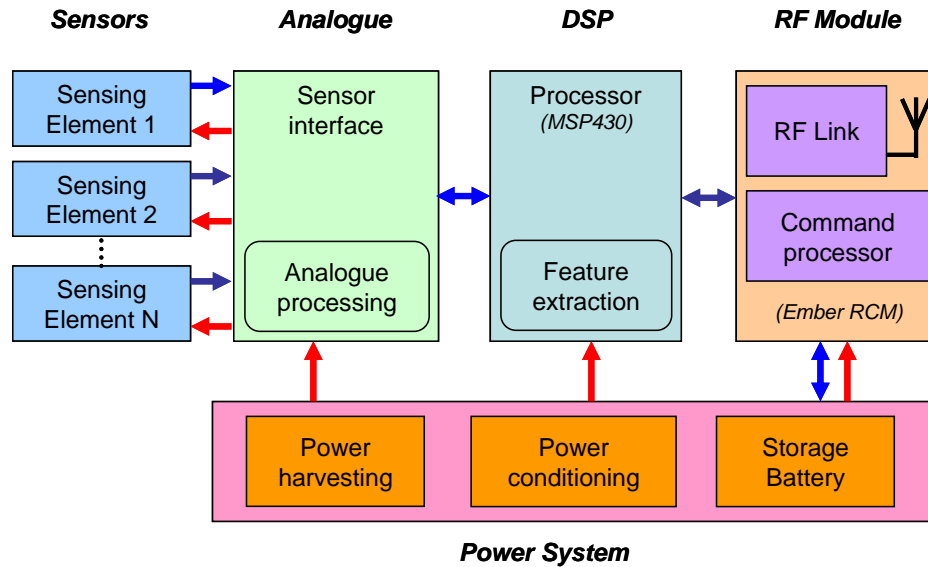 Sensors
Analogue
DSP
RF Module
Sensing
Element 1
Sensing
Element 2
Sensing
Element N
Sensor
interface
Analogue
processing
Processor
(MSP430)
Feature
extraction
RF Link
Command
processor
(Ember RCM)
Power
harvesting
Power
conditioning
Storage
Battery
Power System